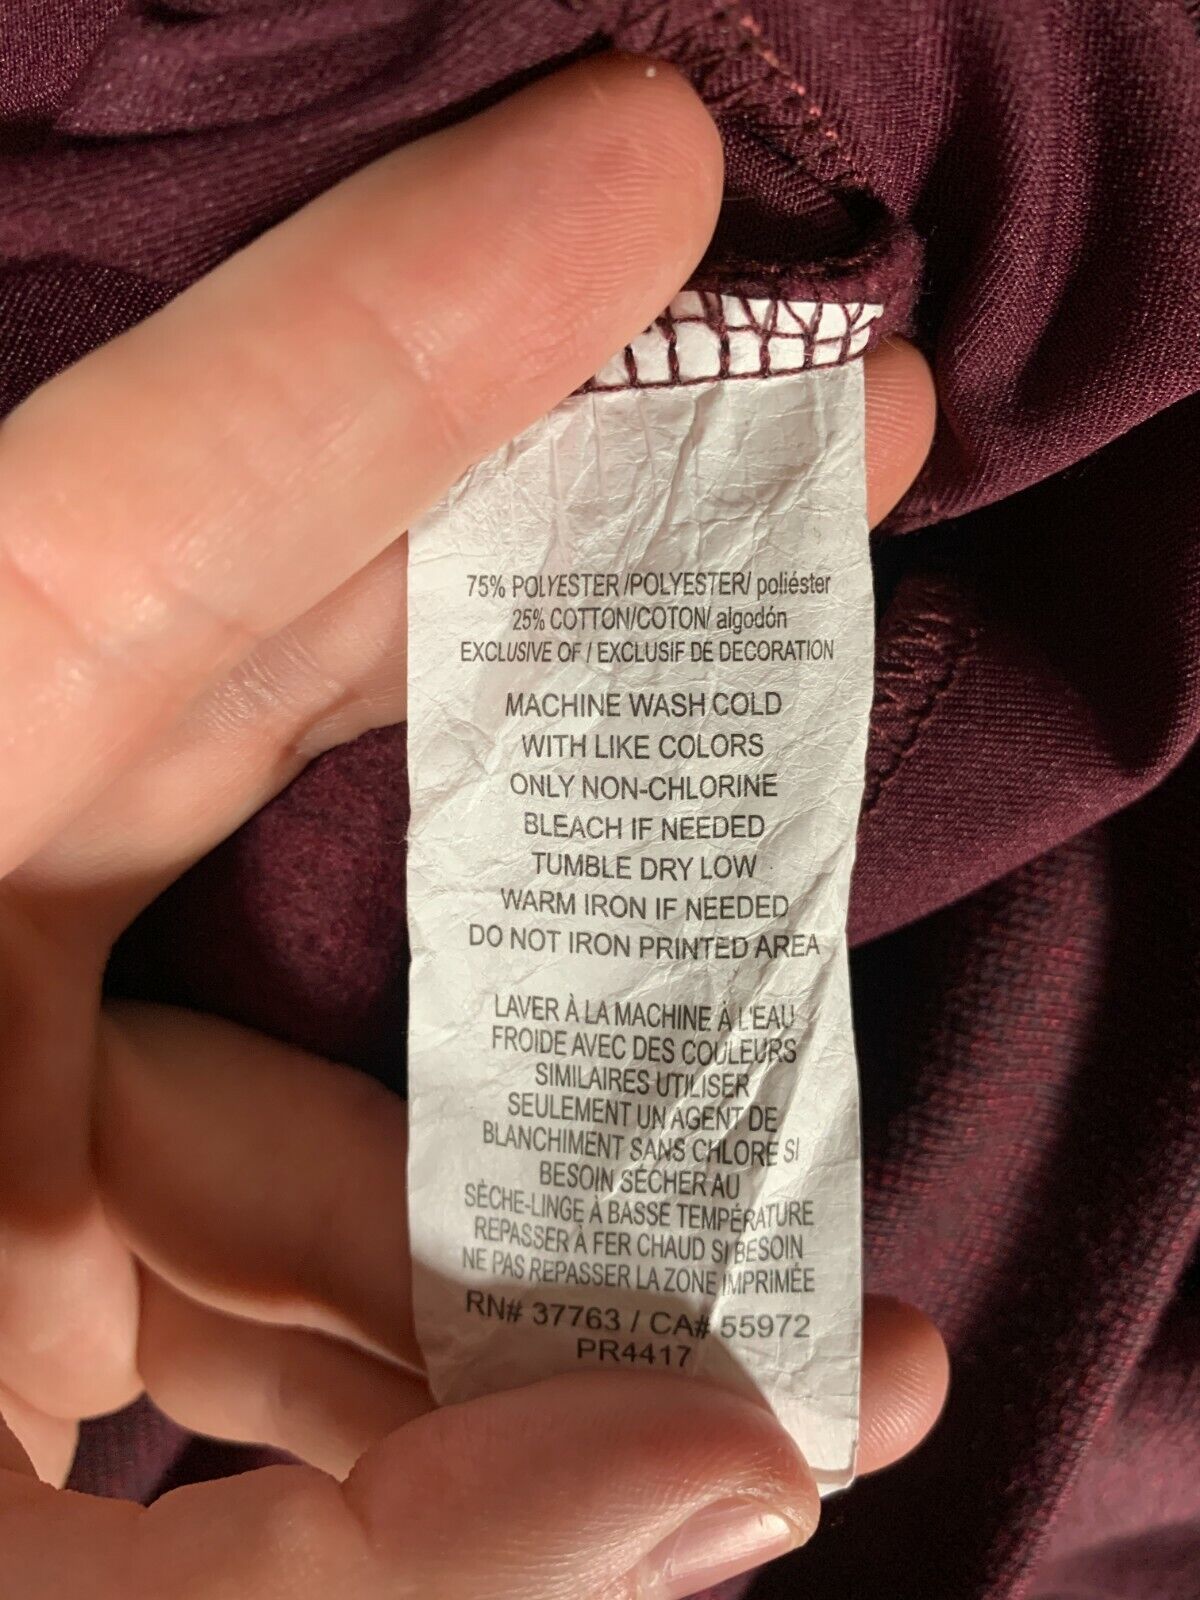 75% POLYESTER /POLYESTER/ poliéster
25% COTTON/COTON/ algodón
EXCLUSIVE OF / EXCLUSIF DE DECORATION
MACHINE WASH COLD
WITH LIKE COLORS
ONLY NON-CHLORINE
BLEACH IF NEEDED
TUMBLE DRY LOW
WARM IRON IF NEEDED
DO NOT IRON PRINTED AREA
LAVER À LA MACHINE À L'EAU
FROIDE AVEC DES COULEURS
SIMILAIRES UTILISER
SEULEMENT UN AGENT DE
BLANCHIMENT SANS CHLORE SI
BESOIN SÉCHER AU
SÈCHE-LINGE À BASSE TEMPÉRATURE
REPASSER À FER CHAUD SI BESOIN
NE PAS REPASSER LA ZONE IMPRIMÉE
RN# 37763 / CA# 55972
PR4417